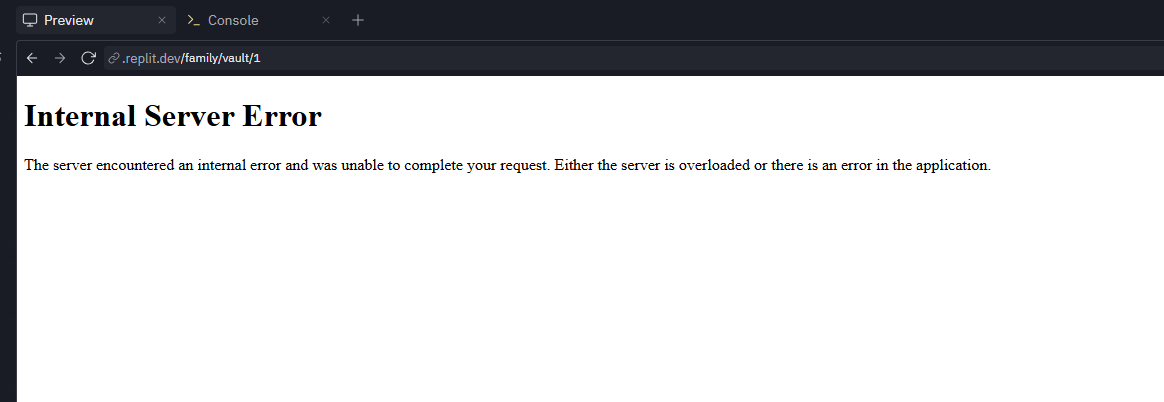 Preview
Console
.replit.dev/family/vault/1
Internal Server Error
The server encountered an internal error and was unable to complete your request. Either the server is overloaded or there is an error in the application.